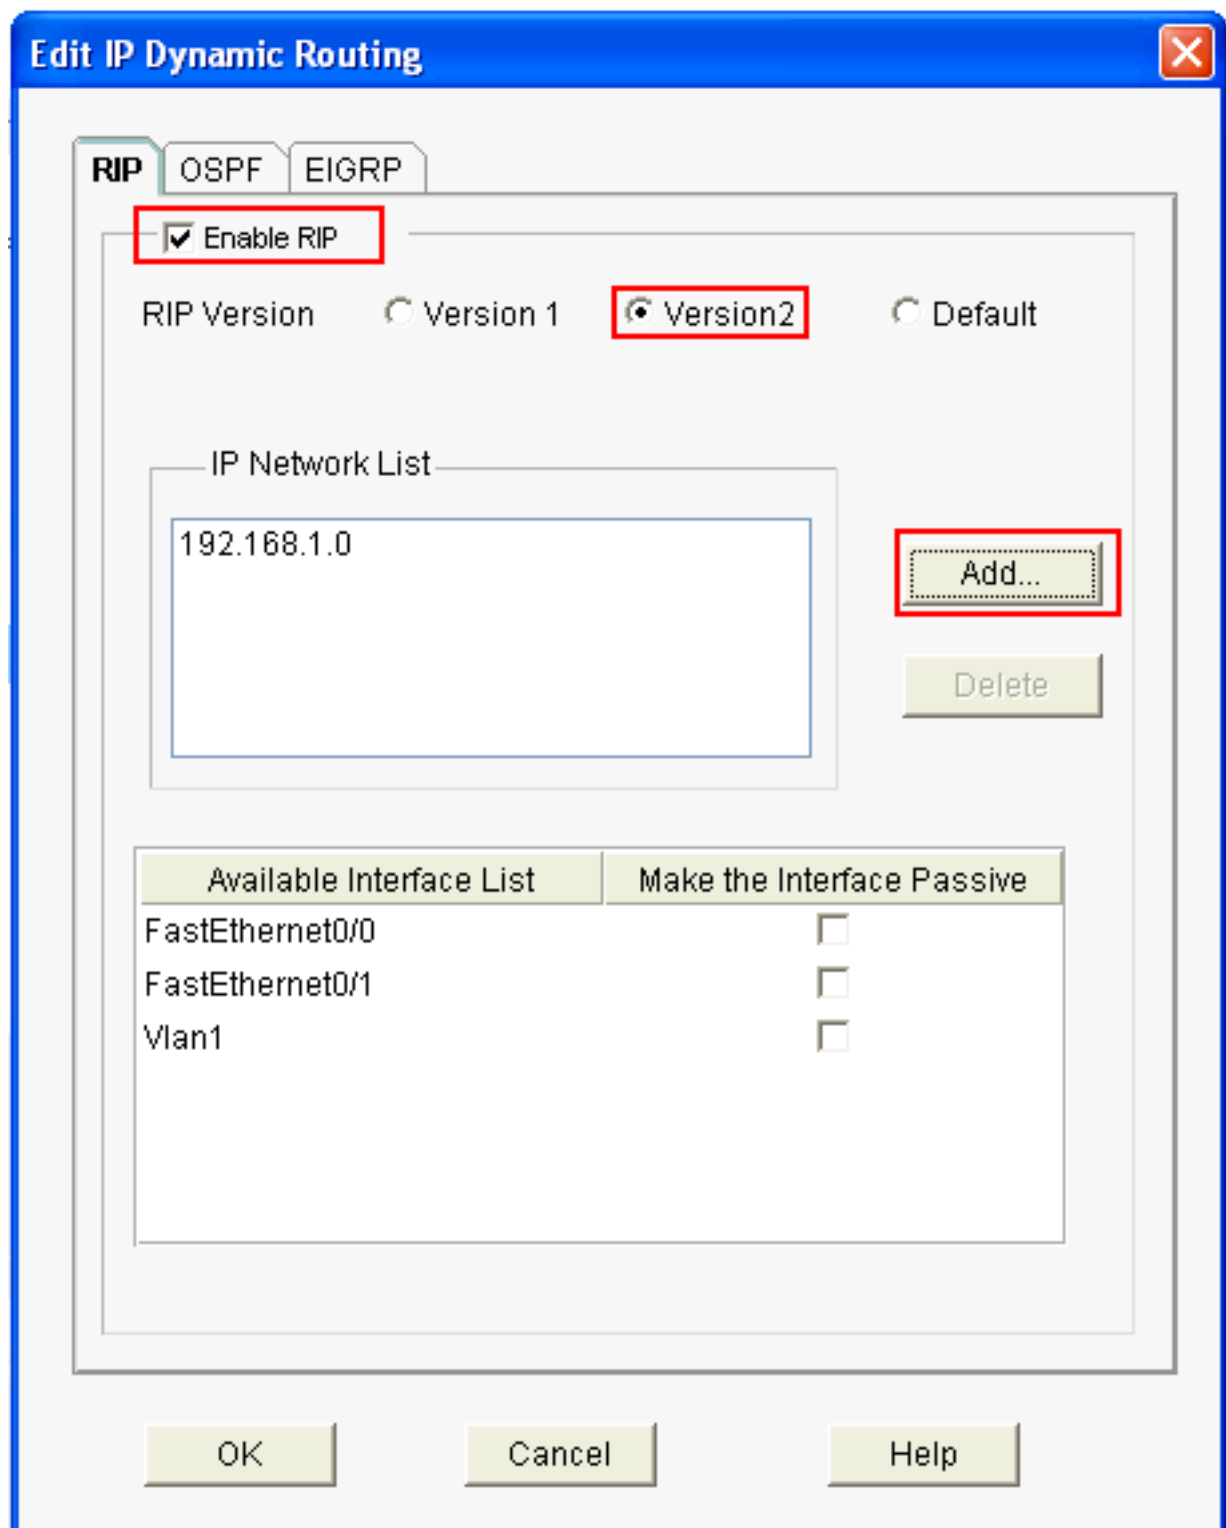 Edit IP Dynamic Routing
RIP OSPF EIGRP
Enable RIP
RIP Version Version 1 Version2 Default
IP Network List
192.168.1.0
Add...
Delete
Available Interface List Make the Interface Passive
FastEthernet0/0
FastEthernet0/1
Vlan1
OK Cancel Help